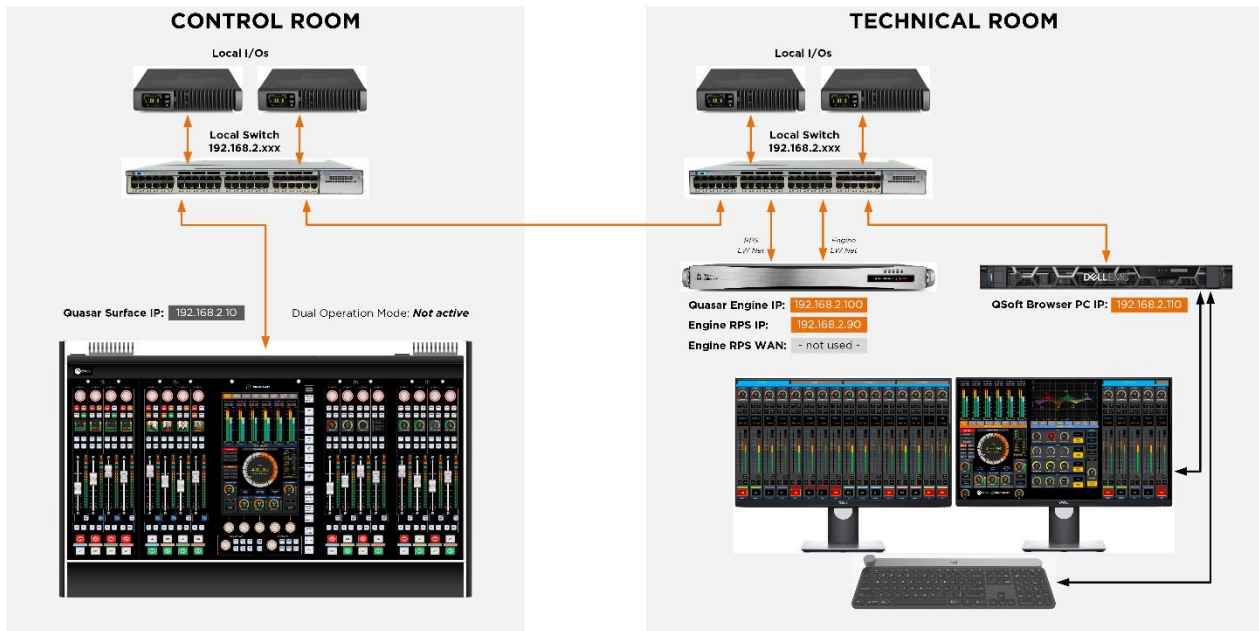 CONTROL ROOM
Local I/Os
Local Switch
192.168.2.xxx
Quasar Surface IP: 192.168.2.10
Dual Operation Mode: Not active
TECHNICAL ROOM
Local I/Os
Local Switch
192.168.2.xxx
RPS
LW Net
Engine
LW Net
DELLEMC
Quasar Engine IP: 192.168.2.100
Engine RPS IP: 192.168.2.90
Engine RPS WAN: - not used -
QSoft Browser PC IP: 192.168.2.110